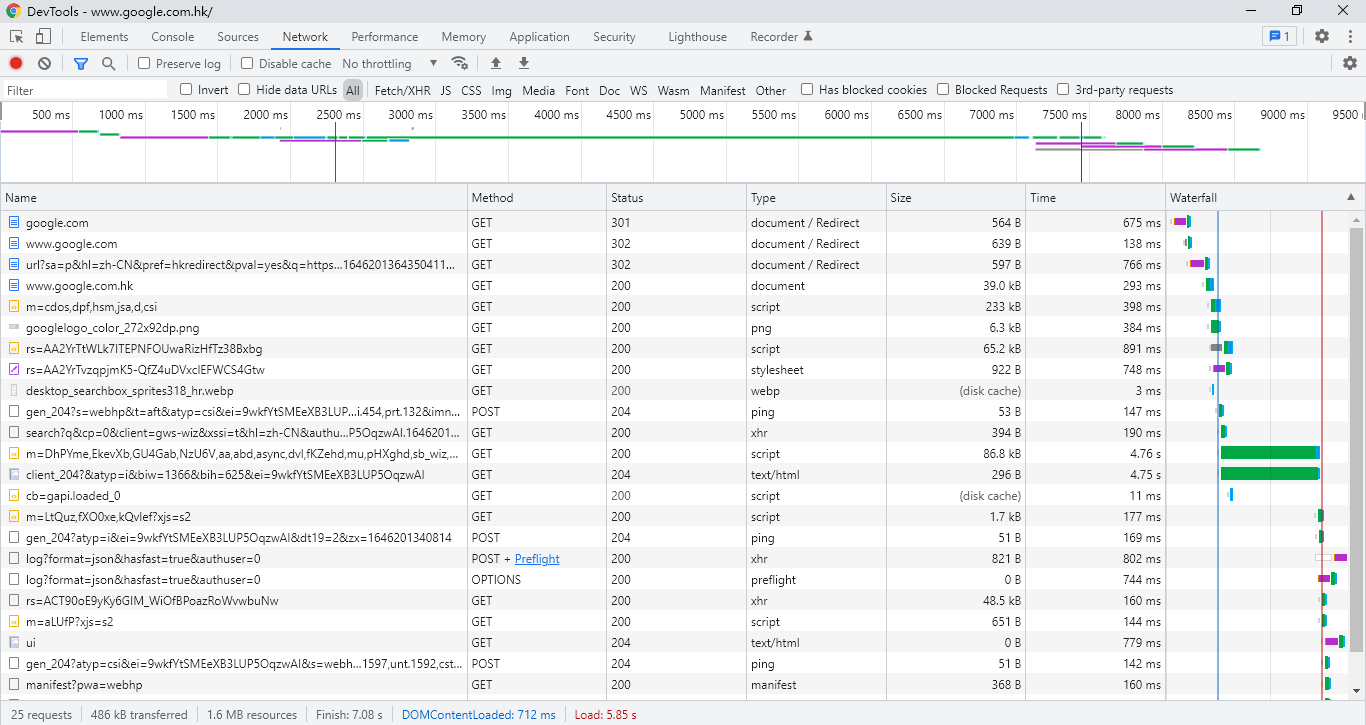 DevTools - www.google.com.hk/
Elements Console Sources Network Performance Memory Application Security Lighthouse Recorder 1
Preserve log Disable cache No throttling
Filter Invert Hide data URLs All Fetch/XHR JS CSS Img Media Font Doc WS Wasm Manifest Other Has blocked cookies Blocked Requests 3rd-party requests
500 ms 1000 ms 1500 ms 2000 ms 2500 ms 3000 ms 3500 ms 4000 ms 4500 ms 5000 ms 5500 ms 6000 ms 6500 ms 7000 ms 7500 ms 8000 ms 8500 ms 9000 ms 9500
Name Method Status Type Size Time Waterfall
google.com GET 301 document / Redirect 564 B 675 ms
www.google.com GET 302 document / Redirect 639 B 138 ms
url?sa=p&hl=zh-CN&pref=hkredirect&pval=yes&q=https...1646201364350411... GET 302 document / Redirect 597 B 766 ms
www.google.com.hk GET 200 document 39.0 kB 293 ms
m=cdos,dpf,hsm,jsa,d,csi GET 200 script 233 kB 398 ms
googlelogo_color_272x92dp.png GET 200 png 6.3 kB 384 ms
rs=AA2YrTtWLk7ITEPNFOUwaRizHfTz38Bxbg GET 200 script 65.2 kB 891 ms
rs=AA2YrTvzqpjmK5-QfZ4uDVxclEFWCS4Gtw GET 200 stylesheet 922 B 748 ms
desktop_searchbox_sprites318_hr.webp GET 200 webp (disk cache) 3 ms
gen_204?s=webhp&t=aft&atyp=csi&ei=9wkfYtSMEeXB3LUP...i.454,prt.132&imn... POST 204 ping 53 B 147 ms
search?q&cp=0&client=gws-wiz&xssi=t&hl=zh-CN&authu...P5OqzwAI.1646201... GET 200 xhr 394 B 190 ms
m=DhPYme,EkevXb,GU4Gab,NzU6V,aa,abd,async,dvl,fKZehd,mu,pHXghd,sb_wiz,... GET 200 script 86.8 kB 4.76 s
client_204?&atyp=i&biw=1366&bih=625&ei=9wkfYtSMEeXB3LUP5OqzwAI GET 204 text/html 296 B 4.75 s
cb=gapi.loaded_0 GET 200 script (disk cache) 11 ms
m=LtQuz,fXO0xe,kQvlef?xjs=s2 GET 200 script 1.7 kB 177 ms
gen_204?atyp=i&ei=9wkfYtSMEeXB3LUP5OqzwAI&dt19=2&zx=1646201340814 POST 204 ping 51 B 169 ms
log?format=json&hasfast=true&authuser=0 POST + Preflight 200 xhr 821 B 802 ms
log?format=json&hasfast=true&authuser=0 OPTIONS 200 preflight 0 B 744 ms
rs=ACT90oE9yKy6GIM_WiOfBPoazRoWvwbuNw GET 200 xhr 48.5 kB 160 ms
m=aLUfP?xjs=s2 GET 200 script 651 B 144 ms
ui GET 204 text/html 0 B 779 ms
gen_204?atyp=csi&ei=9wkfYtSMEeXB3LUP5OqzwAI&s=webh...1597,unt.1592,cst... POST 204 ping 51 B 142 ms
manifest?pwa=webhp GET 200 manifest 368 B 160 ms
25 requests 486 kB transferred 1.6 MB resources Finish: 7.08 s DOMContentLoaded: 712 ms Load: 5.85 s